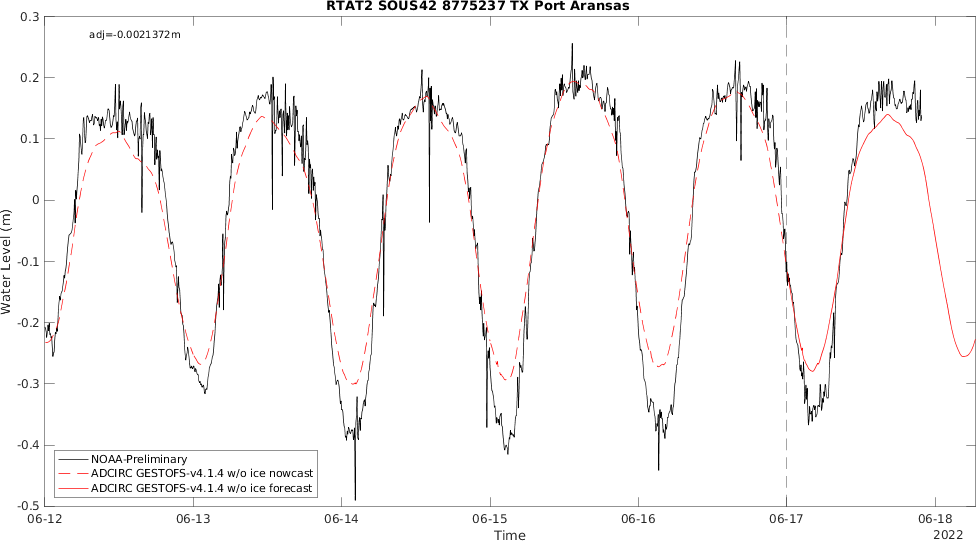 RTAT2 SOUS42 8775237 TX Port Aransas
adj=-0.0021372m
0.3
0.2
0.1
0
-0.1
-0.2
-0.3
-0.4
-0.5
Water Level (m)
NOAA-Preliminary
ADCIRC GESTOFS-v4.1.4 w/o ice nowcast
ADCIRC GESTOFS-v4.1.4 w/o ice forecast
06-12 06-13 06-14 06-15 06-16 06-17 06-18
Time
2022